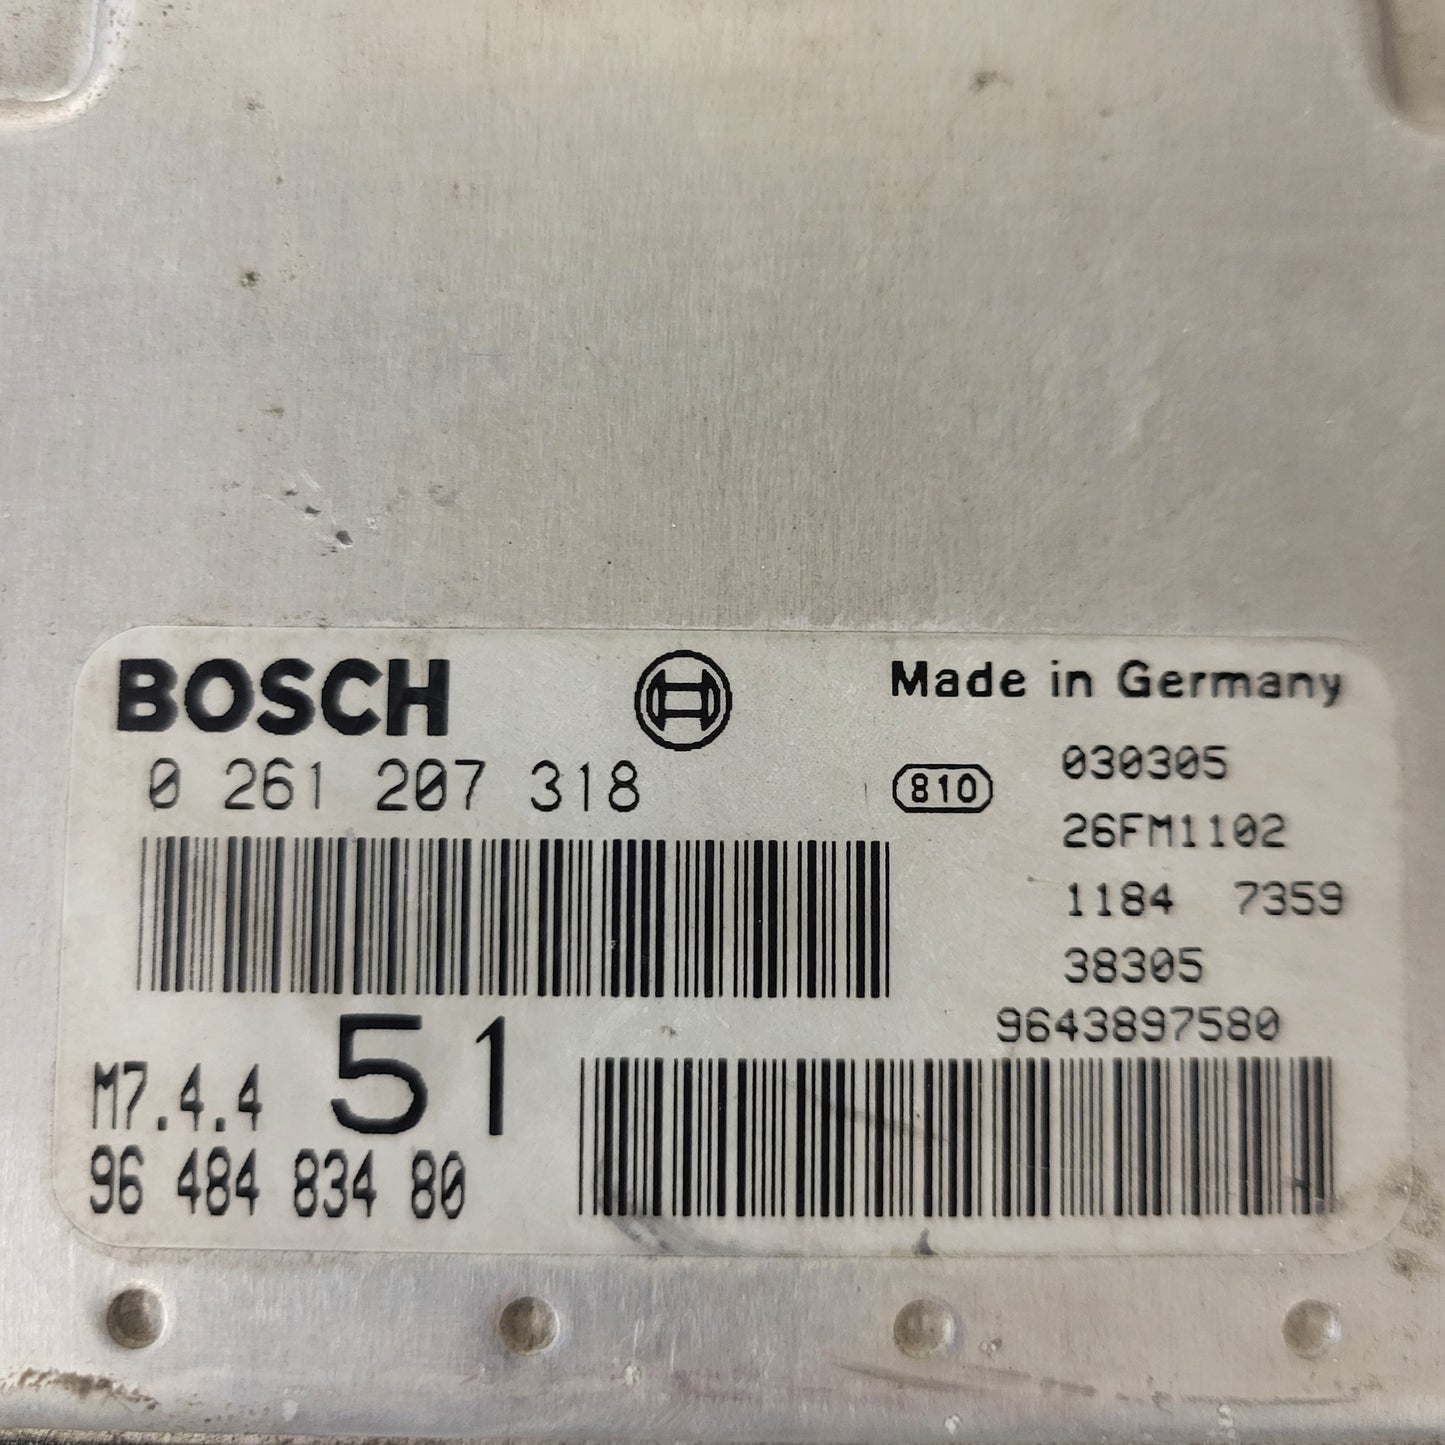 BOSCH
Made in Germany
0 261 207 318
810
030305
26FM1102
1184 7359
38305
9643897580
M7.4.4 51
96 484 834 80